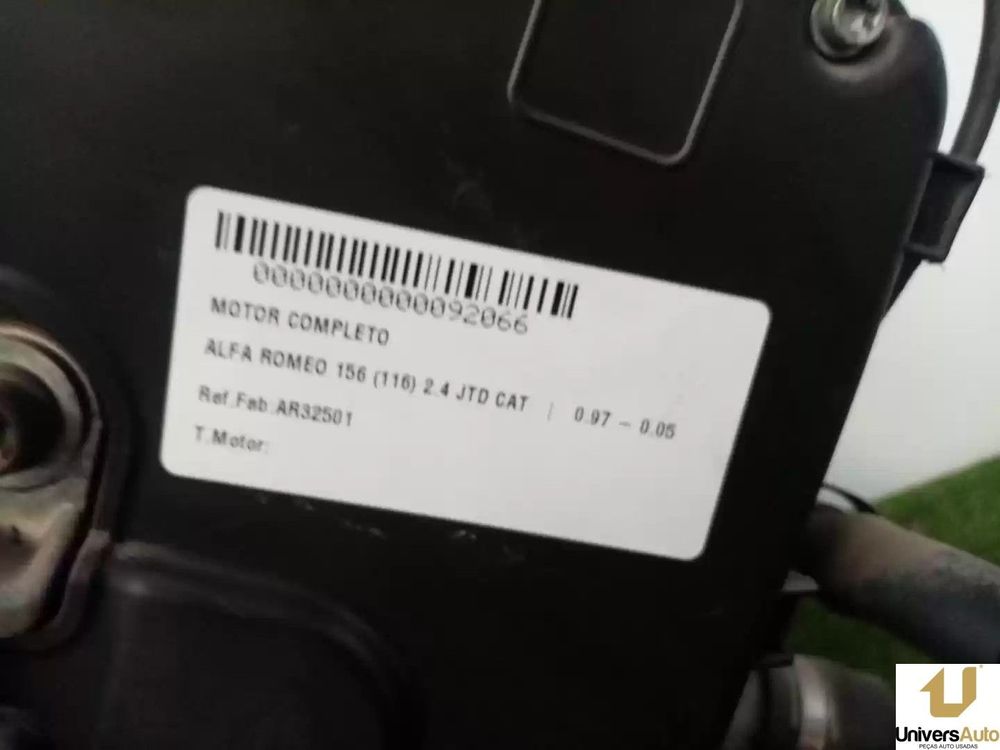 0000000000092066
MOTOR COMPLETO
ALFA ROMEO 156 (116) 2.4 JTD CAT | 0.97 - 0.05
Ref.Fab.AR32501
T.Motor:
UniversAuto
PEÇAS AUTO USADAS